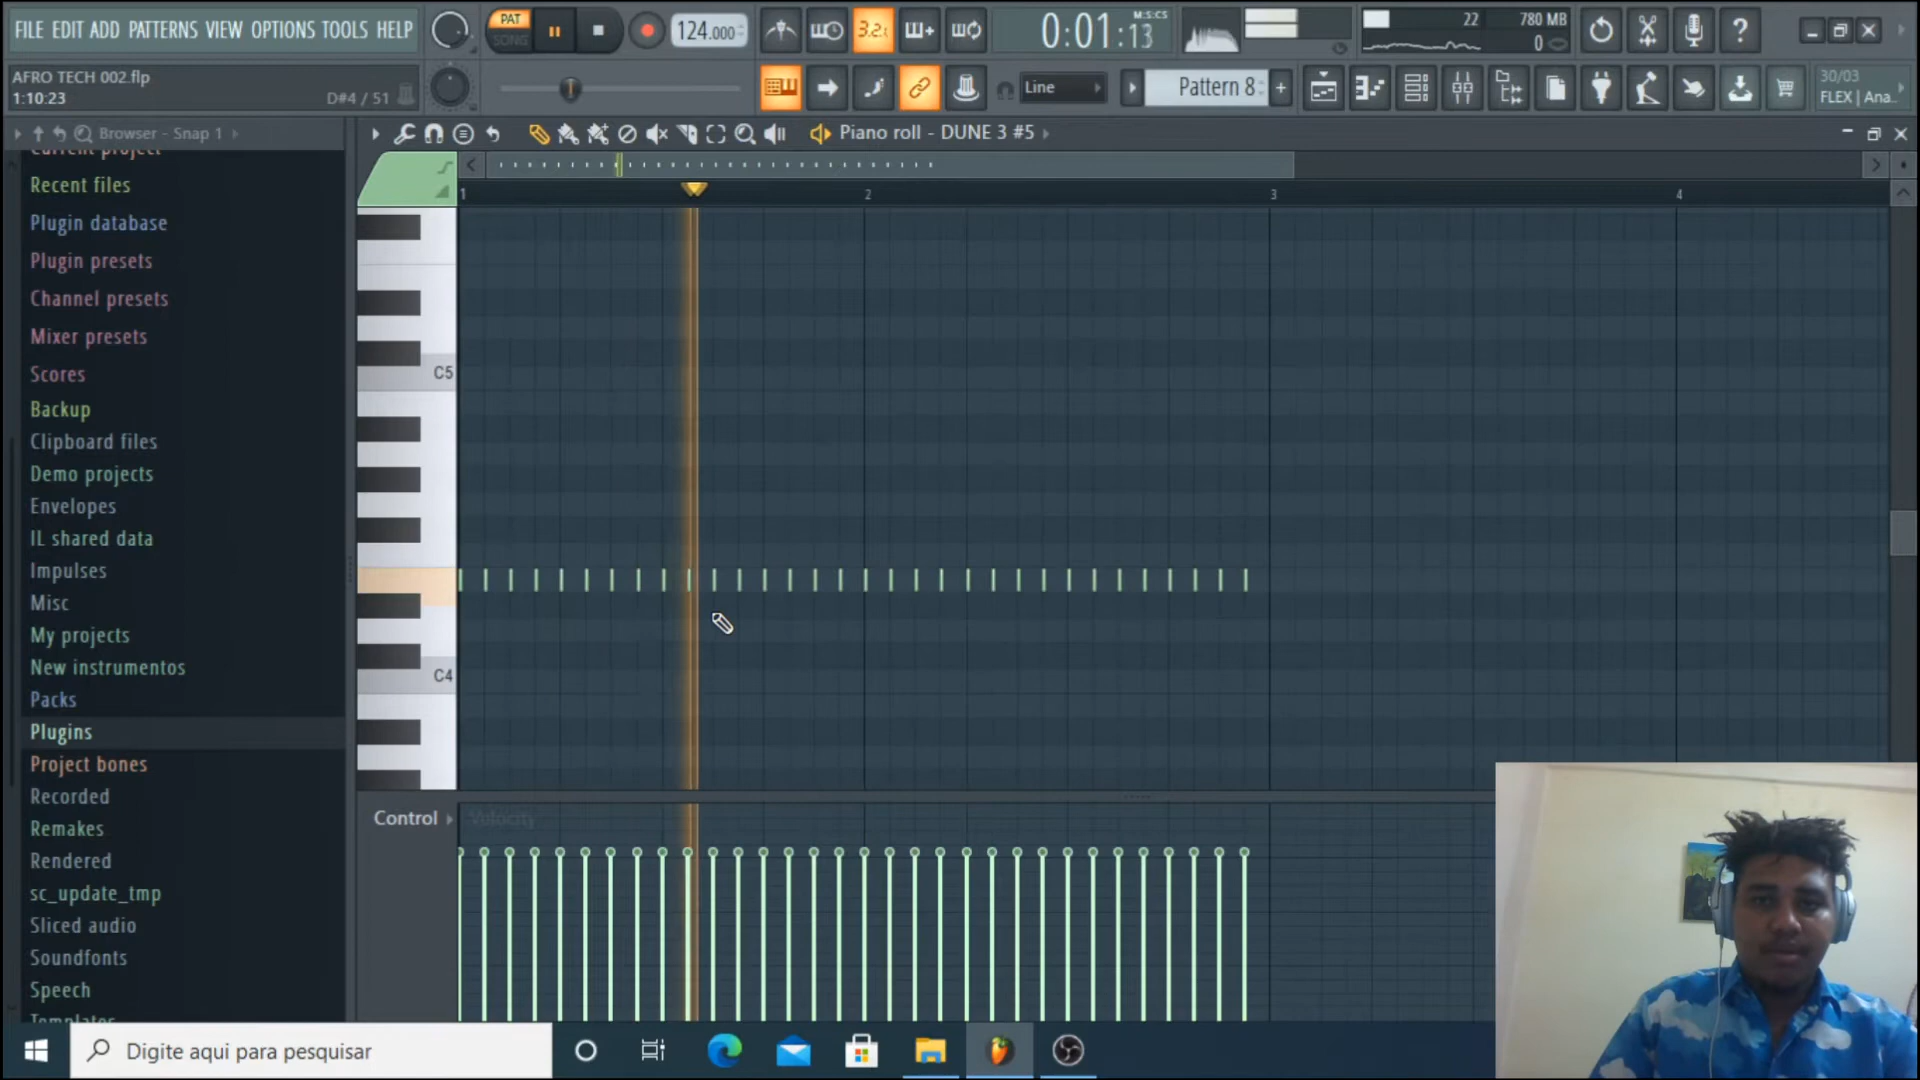 FILE EDIT ADD PATTERNS VIEW OPTIONS TOOLS HELP
PAT
SONG
124.000
3.2.
0:01:13
M:S:CS
22
780 MB
0
AFRO TECH 002.flp
1:10:23
D#4 / 51
Line
Pattern 8
30/03
FLEX | Ana..
Browser - Snap 1
Piano roll - DUNE 3 #5
Current project
Recent files
Plugin database
Plugin presets
Channel presets
Mixer presets
Scores
Backup
Clipboard files
Demo projects
Envelopes
IL shared data
Impulses
Misc
My projects
New instrumentos
Packs
Plugins
Project bones
Recorded
Remakes
Rendered
sc_update_tmp
Sliced audio
Soundfonts
Speech
Templates
1
2
3
4
C5
C4
Control
Velocity
Digite aqui para pesquisar